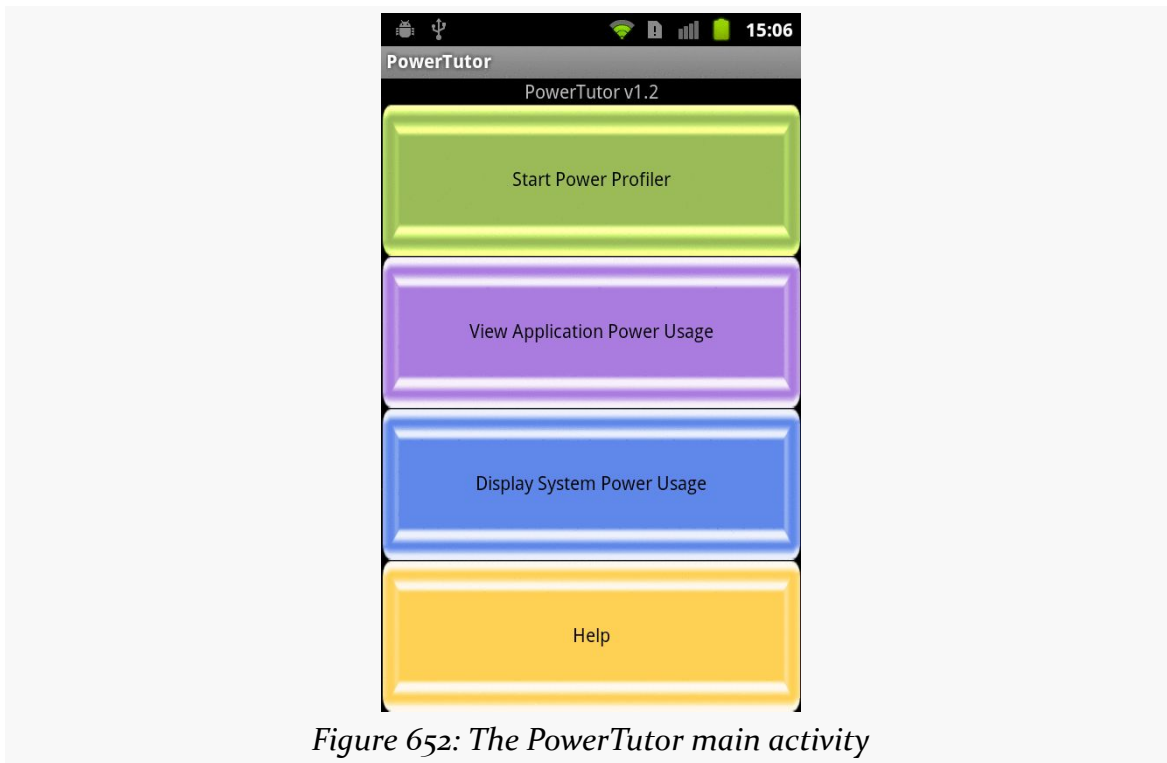 15:06
PowerTutor
PowerTutor v1.2
Start Power Profiler
View Application Power Usage
Display System Power Usage
Help
Figure 652: The PowerTutor main activity